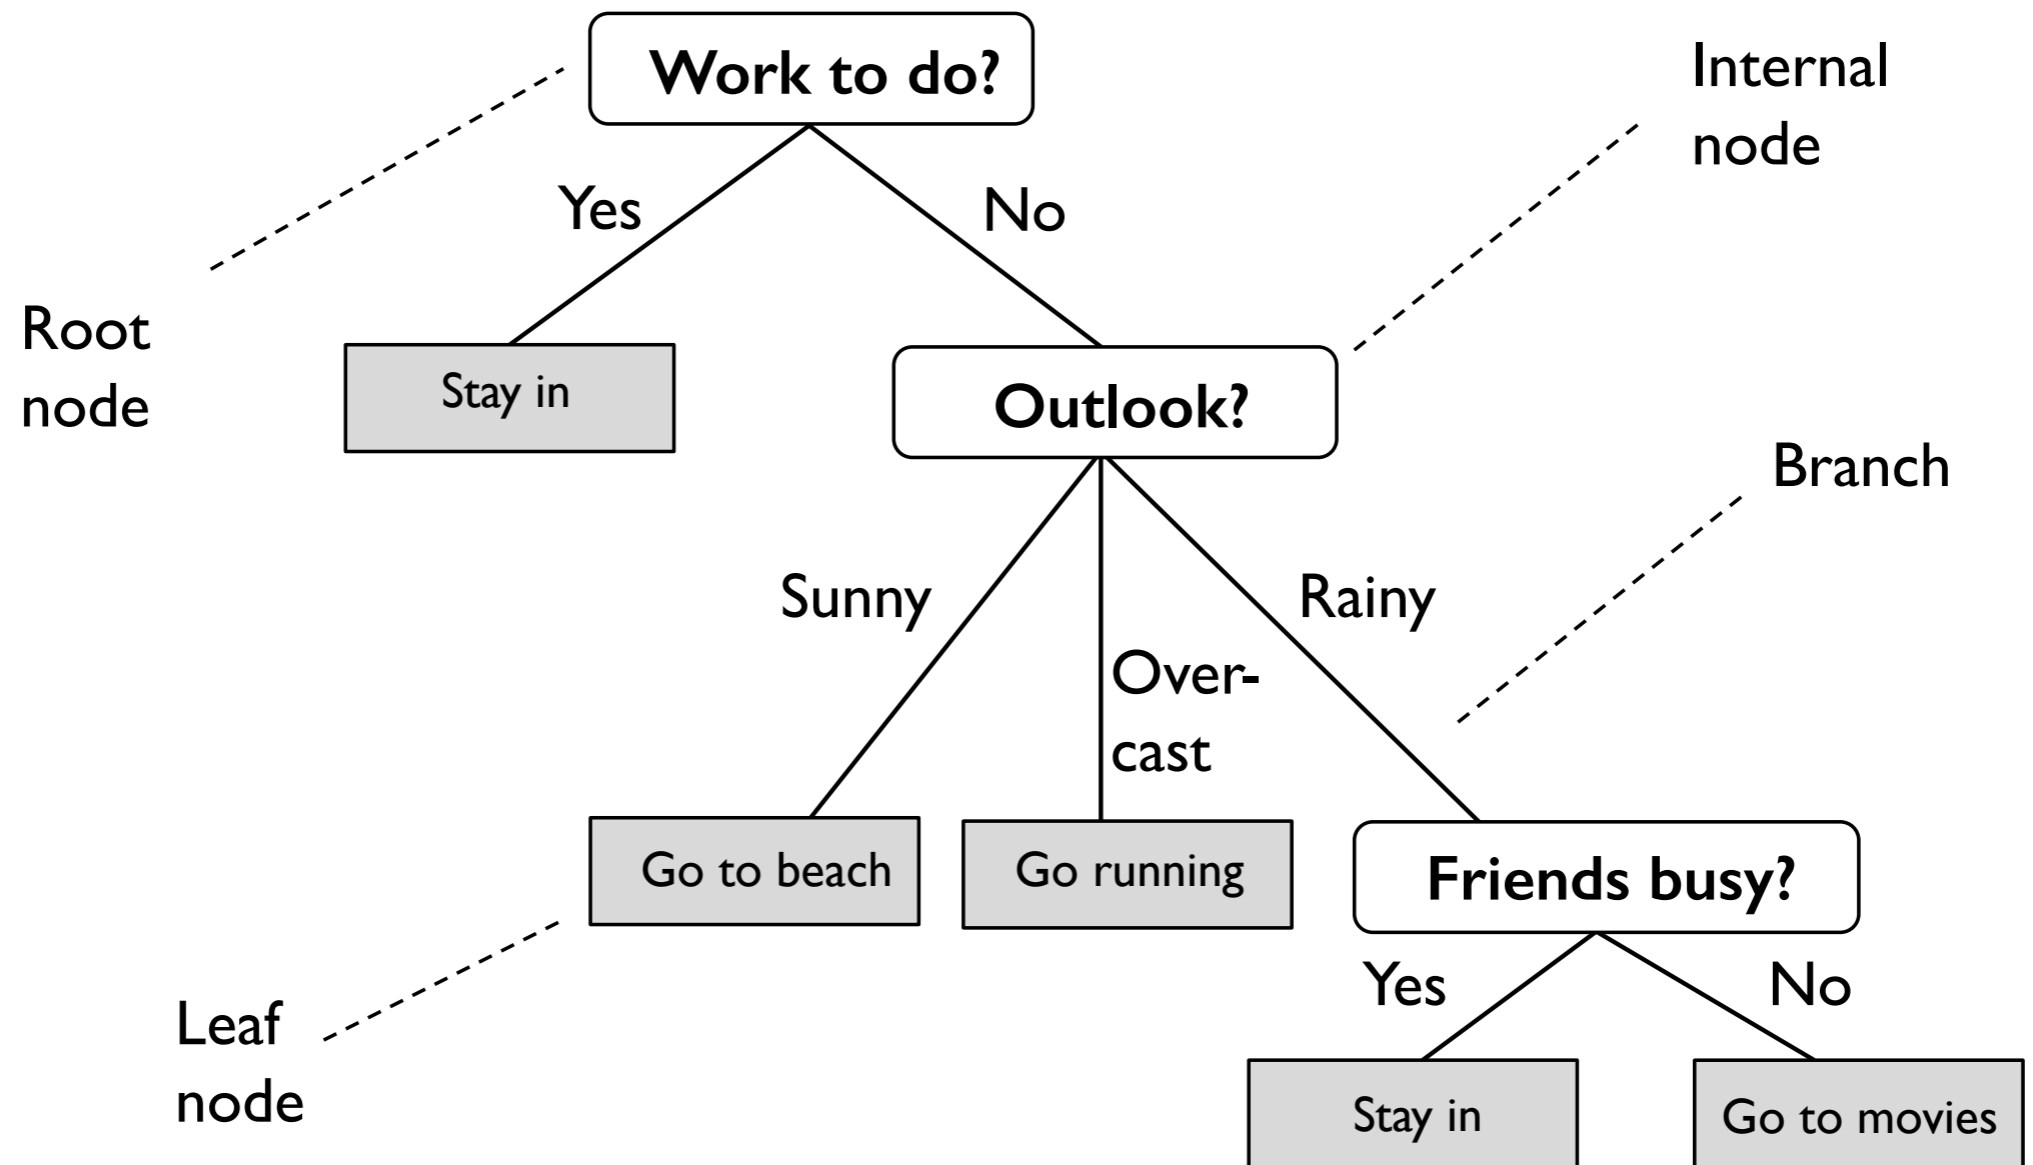 Work to do?
Internal
node
Yes
No
Root
node
Stay in
Outlook?
Branch
Sunny
Rainy
Over-
cast
Go to beach
Go running
Friends busy?
Yes
No
Leaf
node
Stay in
Go to movies